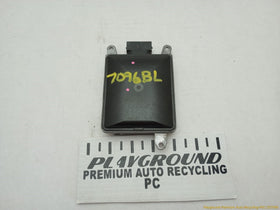 7096BL
PLAYGROUND
PREMIUM AUTO RECYCLING
PC